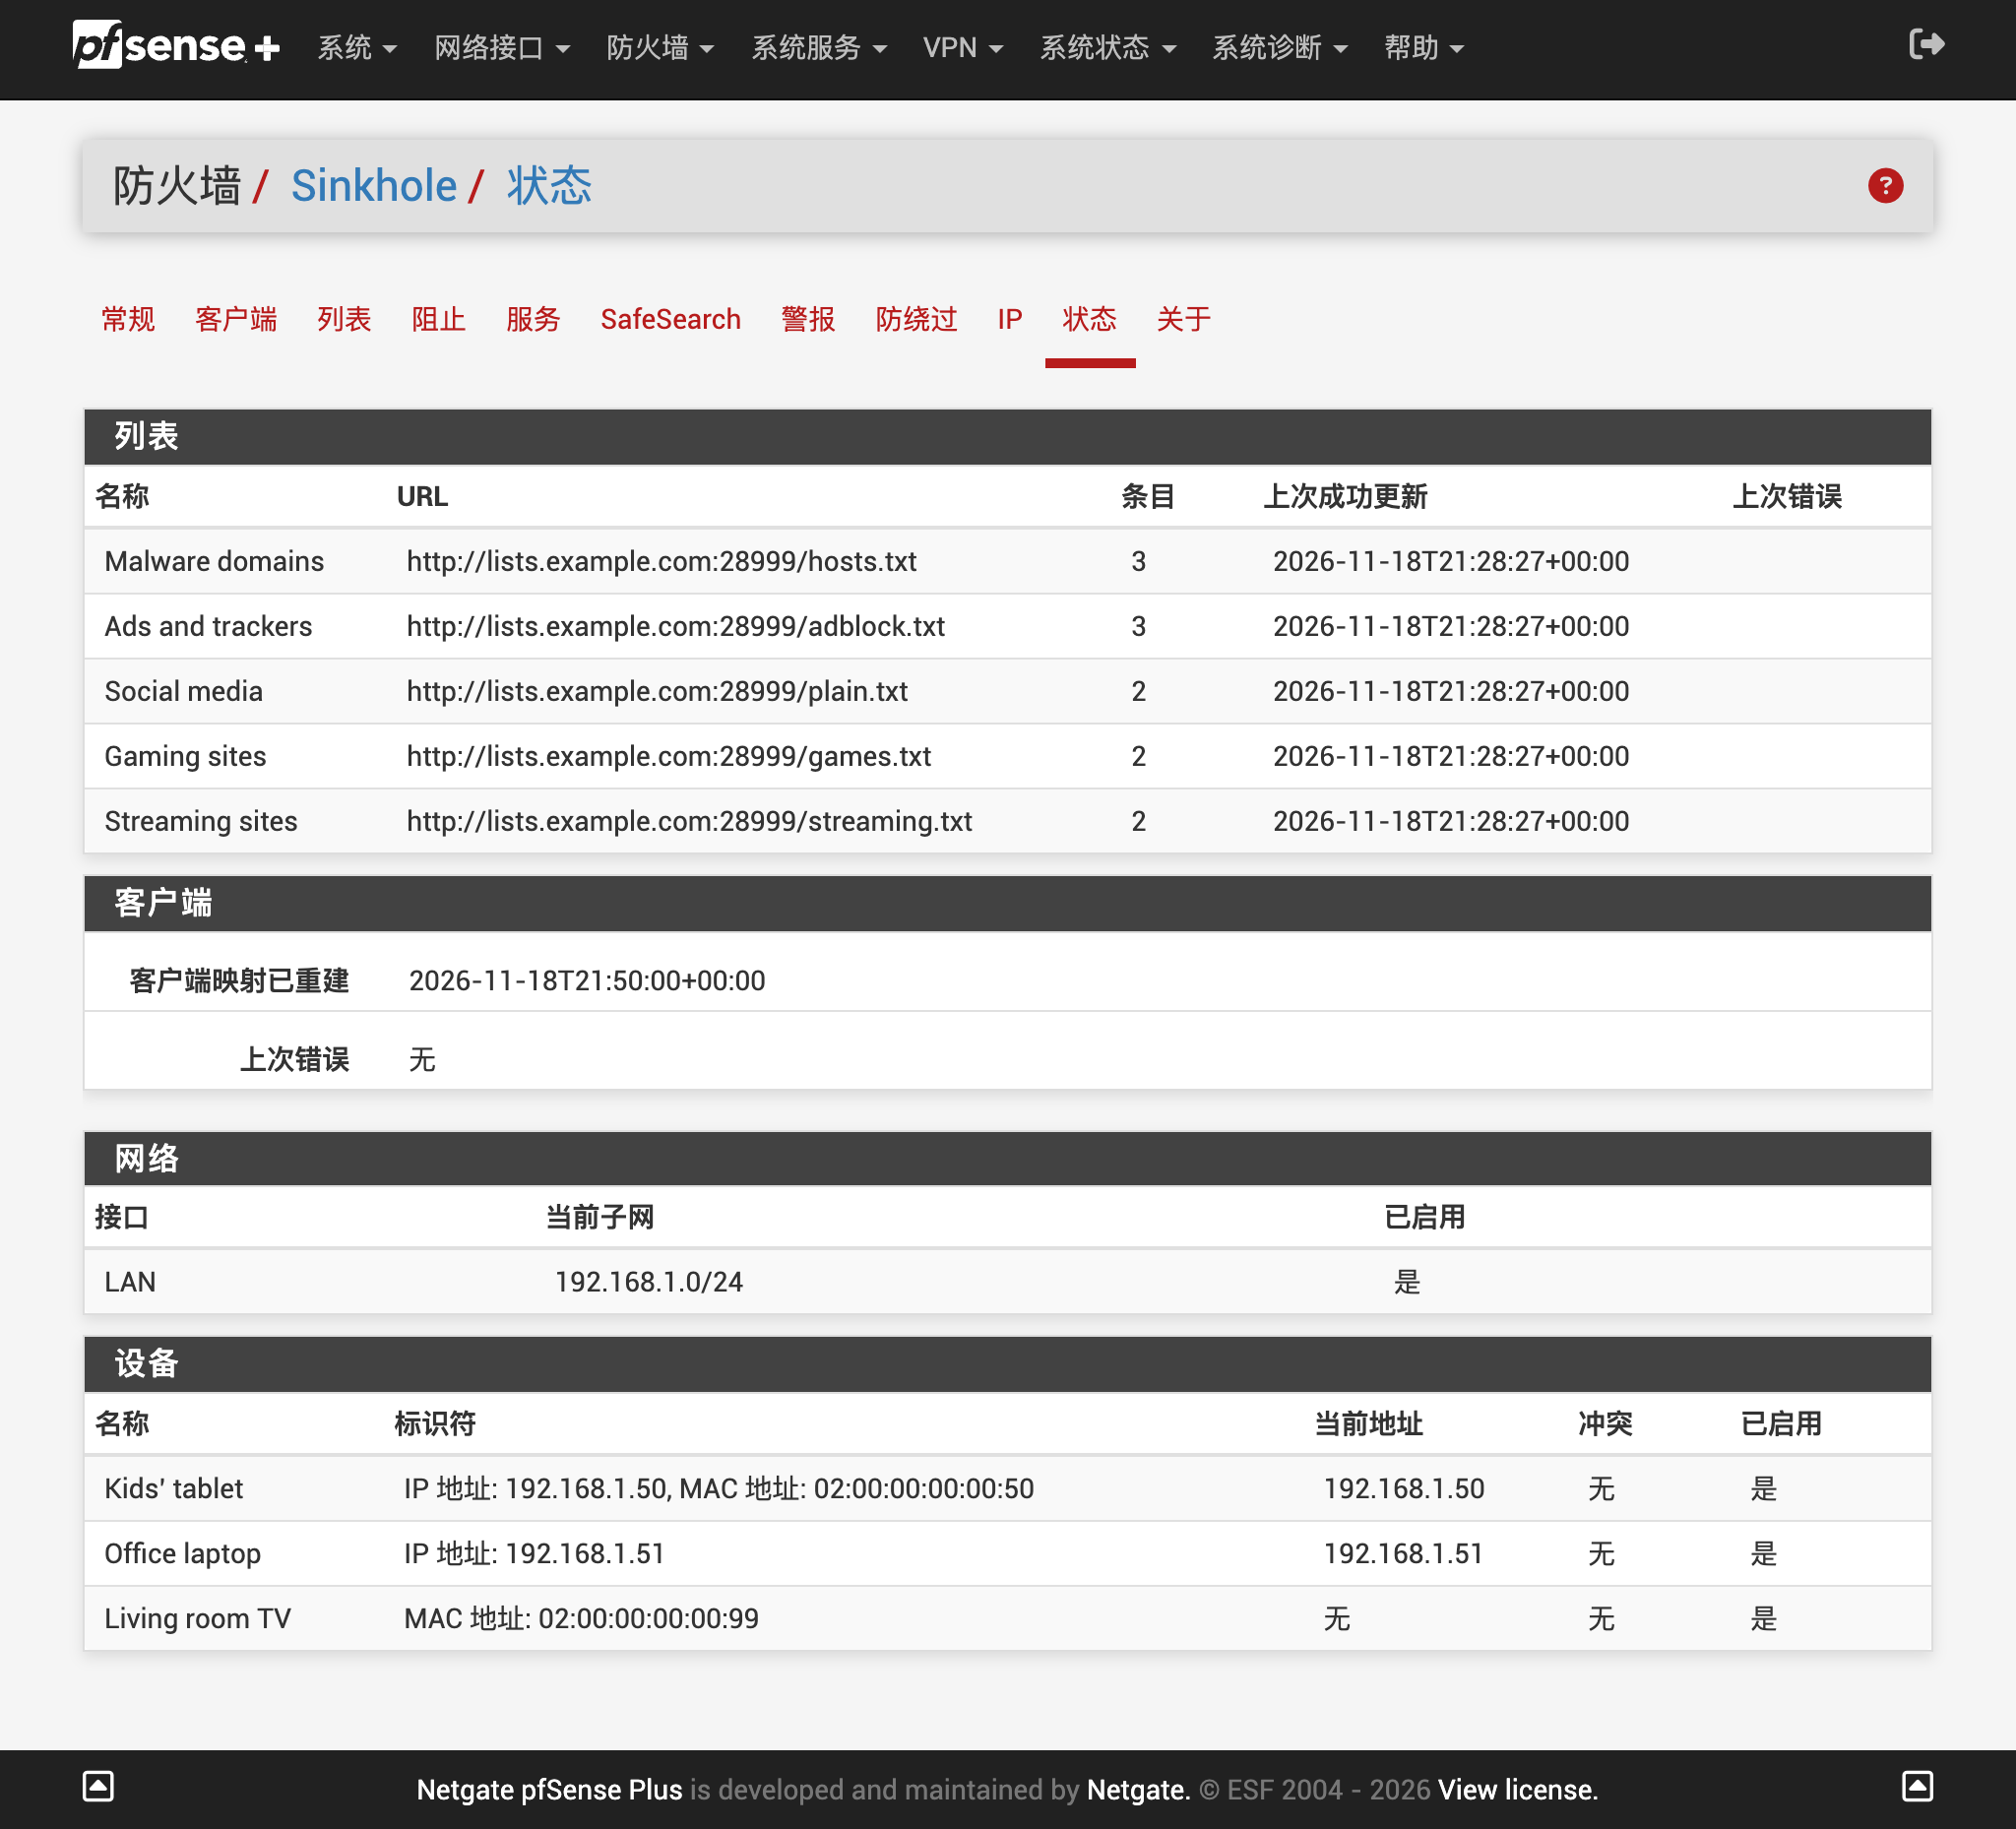 pfsense+ 系统 网络接口 防火墙 系统服务 VPN 系统状态 系统诊断 帮助
防火墙 / Sinkhole / 状态
常规 客户端 列表 阻止 服务 SafeSearch 警报 防绕过 IP 状态 关于
列表
名称 URL 条目 上次成功更新 上次错误
Malware domains http://lists.example.com:28999/hosts.txt 3 2026-11-18T21:28:27+00:00
Ads and trackers http://lists.example.com:28999/adblock.txt 3 2026-11-18T21:28:27+00:00
Social media http://lists.example.com:28999/plain.txt 2 2026-11-18T21:28:27+00:00
Gaming sites http://lists.example.com:28999/games.txt 2 2026-11-18T21:28:27+00:00
Streaming sites http://lists.example.com:28999/streaming.txt 2 2026-11-18T21:28:27+00:00
客户端
客户端映射已重建 2026-11-18T21:50:00+00:00
上次错误 无
网络
接口 当前子网 已启用
LAN 192.168.1.0/24 是
设备
名称 标识符 当前地址 冲突 已启用
Kids' tablet IP 地址: 192.168.1.50, MAC 地址: 02:00:00:00:00:50 192.168.1.50 无 是
Office laptop IP 地址: 192.168.1.51 192.168.1.51 无 是
Living room TV MAC 地址: 02:00:00:00:00:99 无 无 是
Netgate pfSense Plus is developed and maintained by Netgate. © ESF 2004 - 2026 View license.